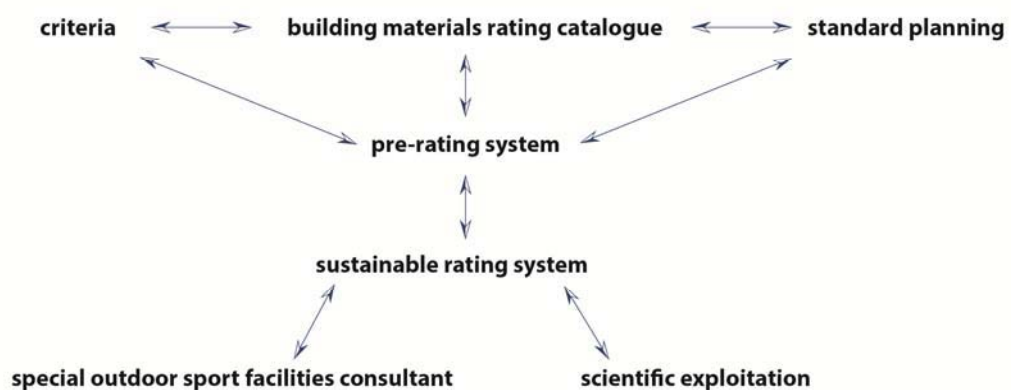 criteria
building materials rating catalogue
standard planning
pre-rating system
sustainable rating system
special outdoor sport facilities consultant
scientific exploitation